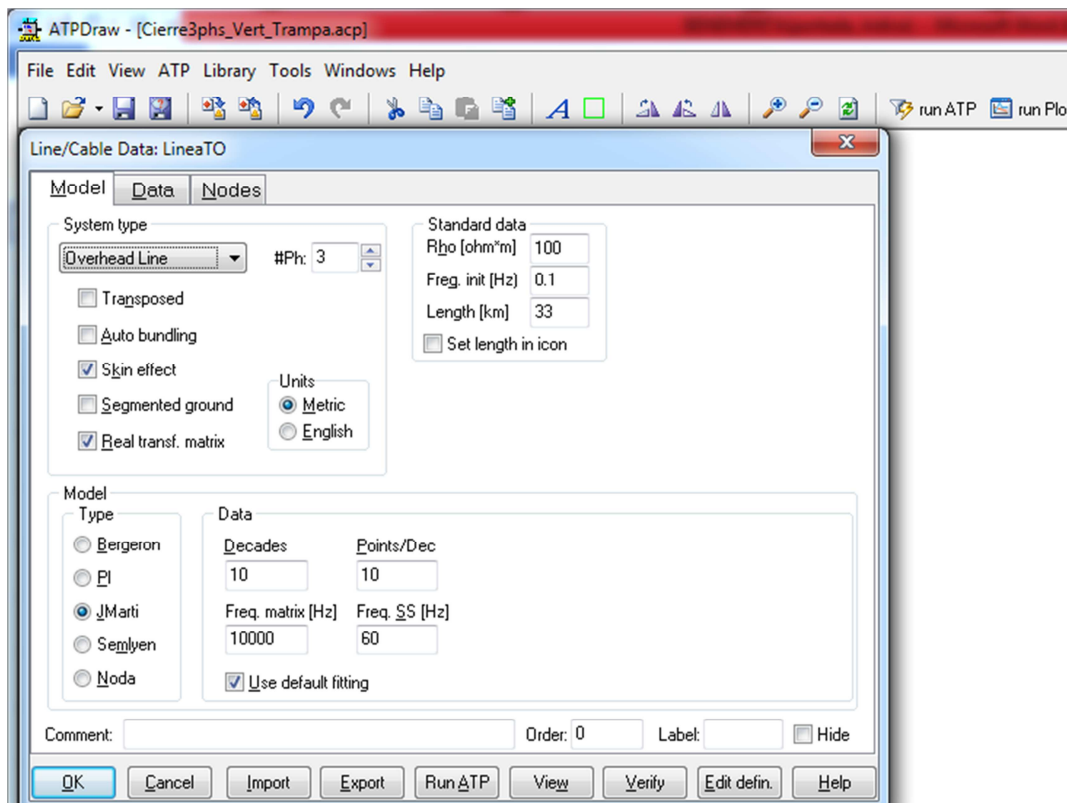 ATPDraw - [Cierre3phs_Vert_Trampa.acp]
File Edit View ATP Library Tools Windows Help
A run ATP run Plo
Line/Cable Data: LineaTO
Model Data Nodes
System type
Overhead Line #Ph: 3
Transposed
Auto bundling
Skin effect
Segmented ground
Real transf. matrix
Units
Metric
English
Standard data
Rho [ohm*m] 100
Freq. init [Hz] 0.1
Length [km] 33
Set length in icon
Model
Type
Bergeron
PI
JMarti
Semlyen
Noda
Data
Decades Points/Dec
10 10
Freq. matrix [Hz] Freq. SS [Hz]
10000 60
Use default fitting
Comment: Order: 0 Label: Hide
OK Cancel Import Export Run ATP View Verify Edit defin. Help